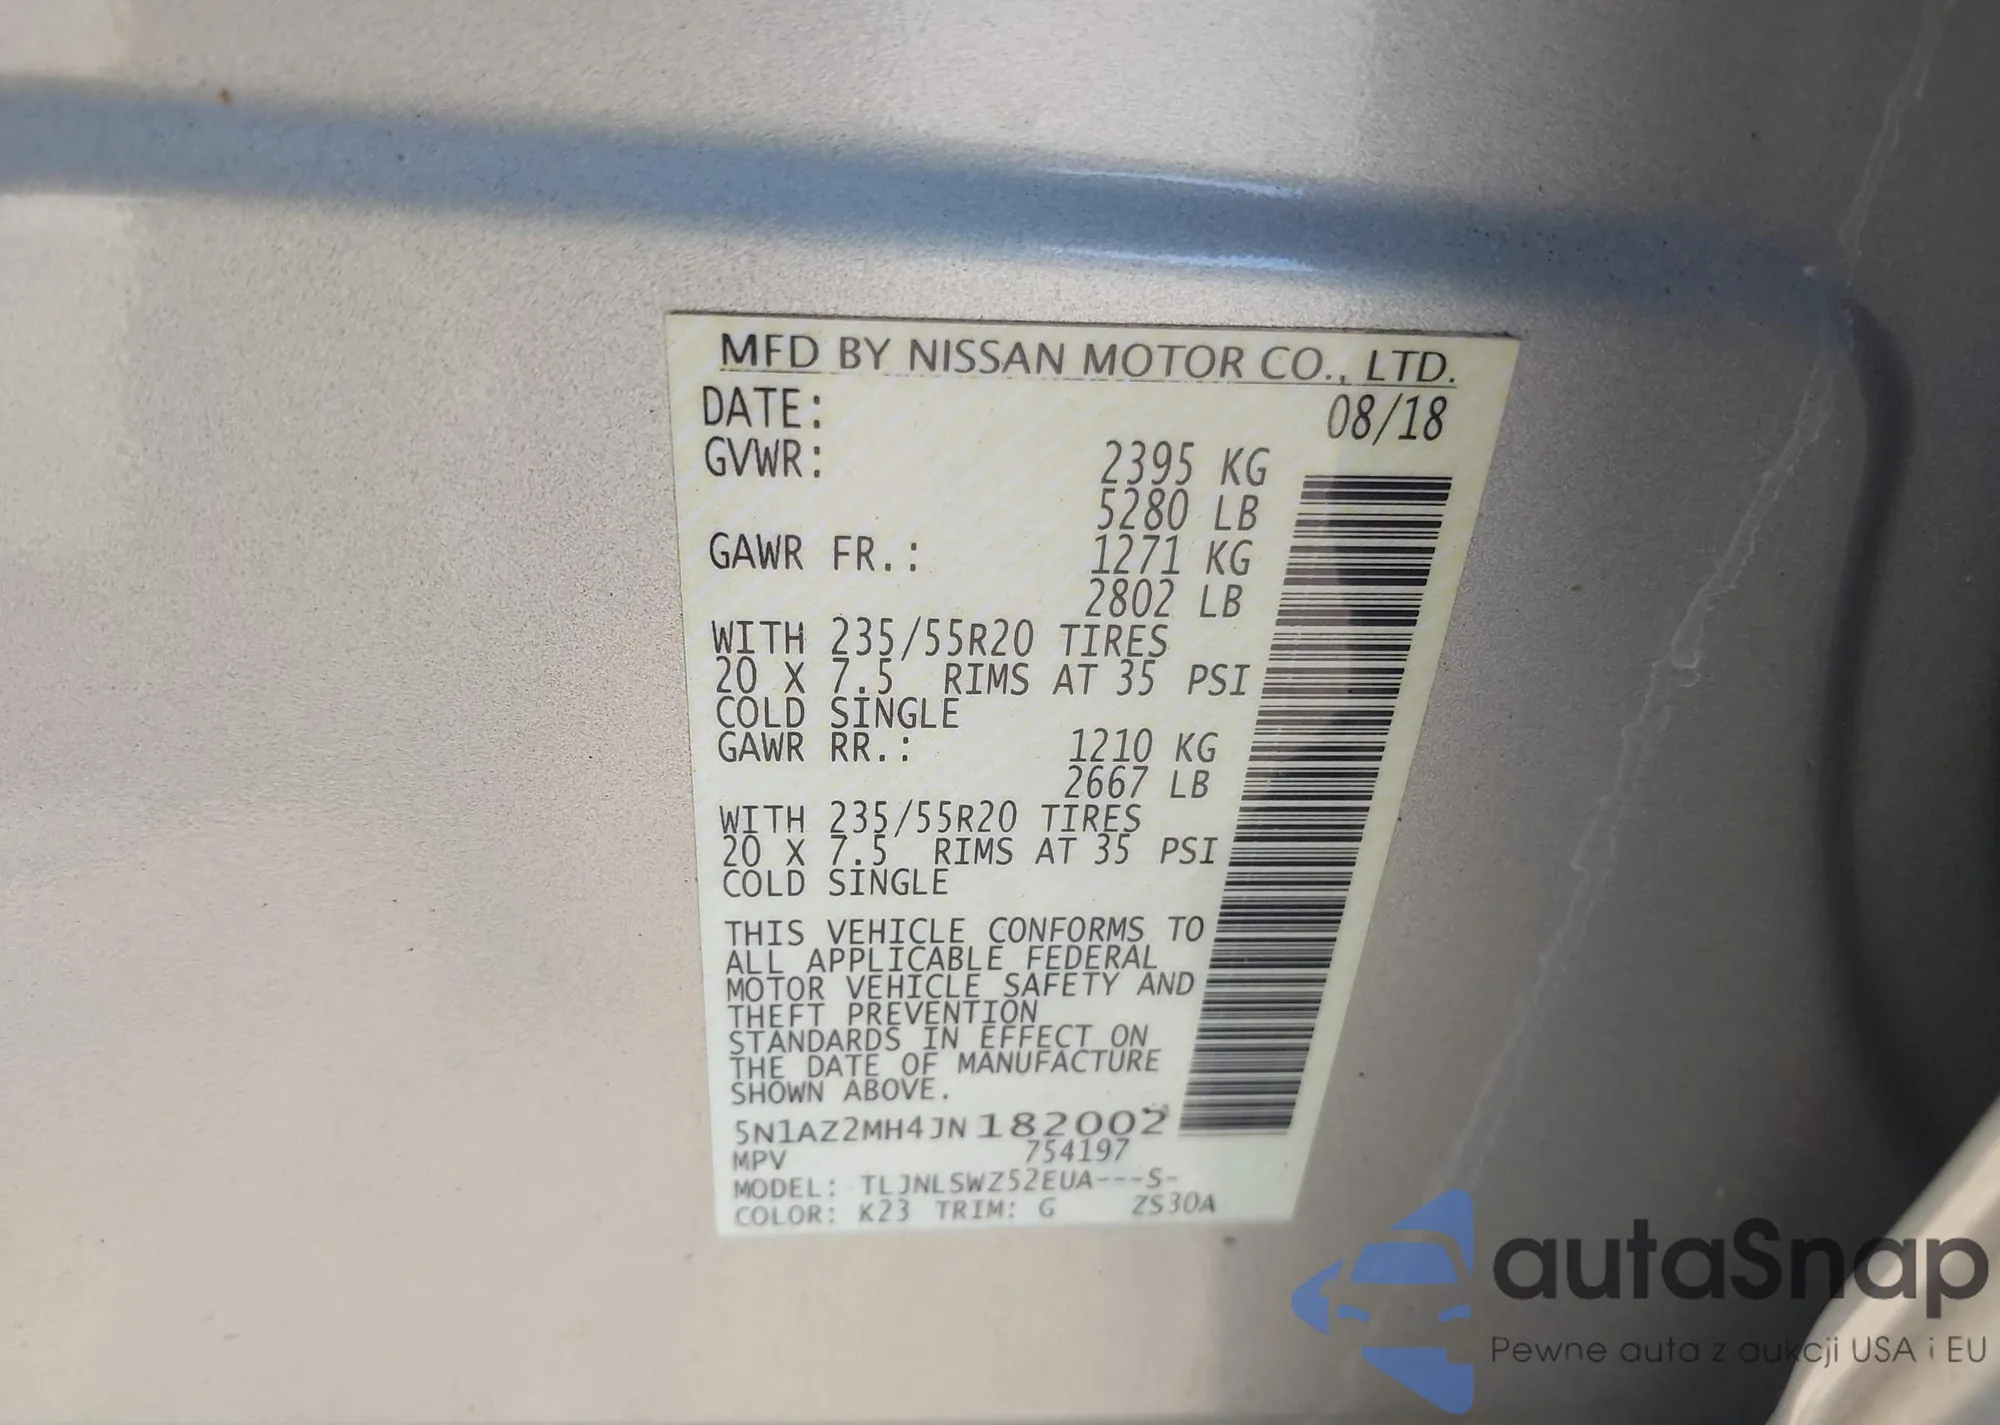 MFD BY NISSAN MOTOR CO., LTD.
DATE: 08/18
GVWR: 2395 KG
5280 LB
GAWR FR.: 1271 KG
2802 LB
WITH 235/55R20 TIRES
20 X 7.5 RIMS AT 35 PSI
COLD SINGLE
GAWR RR.: 1210 KG
2667 LB
WITH 235/55R20 TIRES
20 X 7.5 RIMS AT 35 PSI
COLD SINGLE
THIS VEHICLE CONFORMS TO
ALL APPLICABLE FEDERAL
MOTOR VEHICLE SAFETY AND
THEFT PREVENTION
STANDARDS IN EFFECT ON
THE DATE OF MANUFACTURE
SHOWN ABOVE.
5N1AZ2MH4JN182002
MPV 754197
MODEL: TLJNLSWZ52EUA---S-
COLOR: K23 TRIM: G ZS30A
autaSnap
Pewne auta z aukcji USA i EU